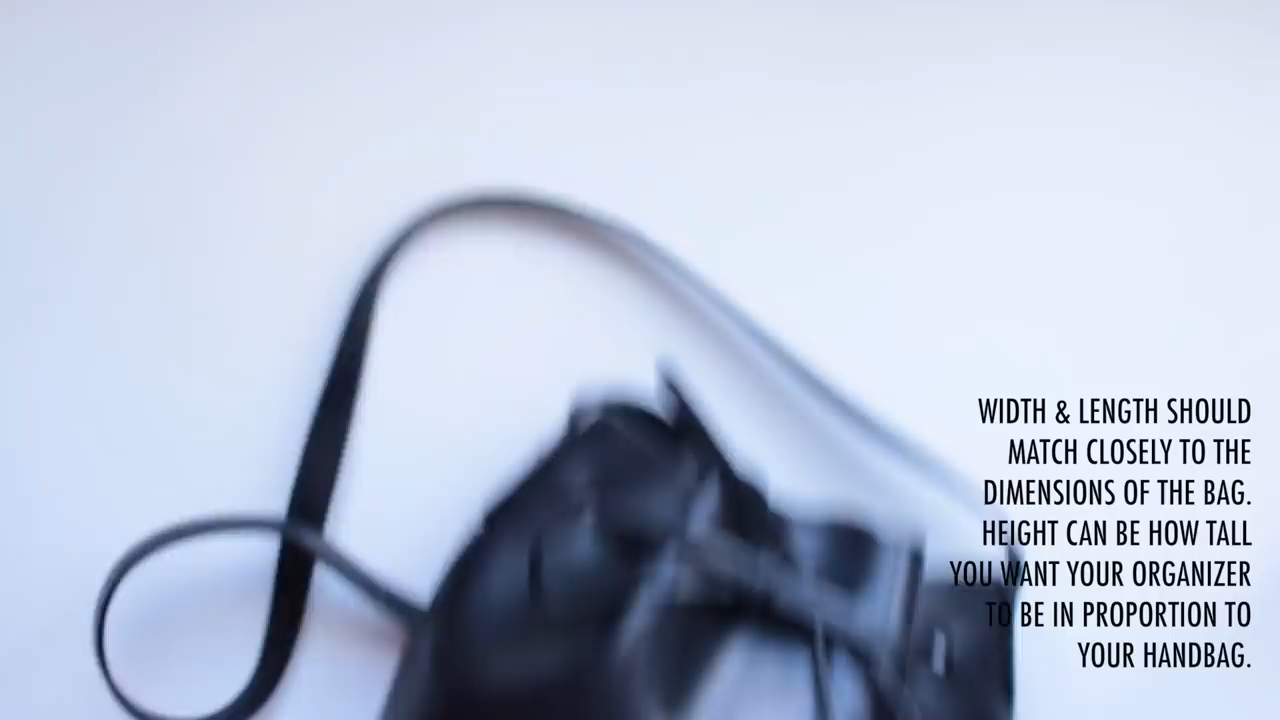 WIDTH & LENGTH SHOULD
MATCH CLOSELY TO THE
DIMENSIONS OF THE BAG.
HEIGHT CAN BE HOW TALL
YOU WANT YOUR ORGANIZER
TO BE IN PROPORTION TO
YOUR HANDBAG.